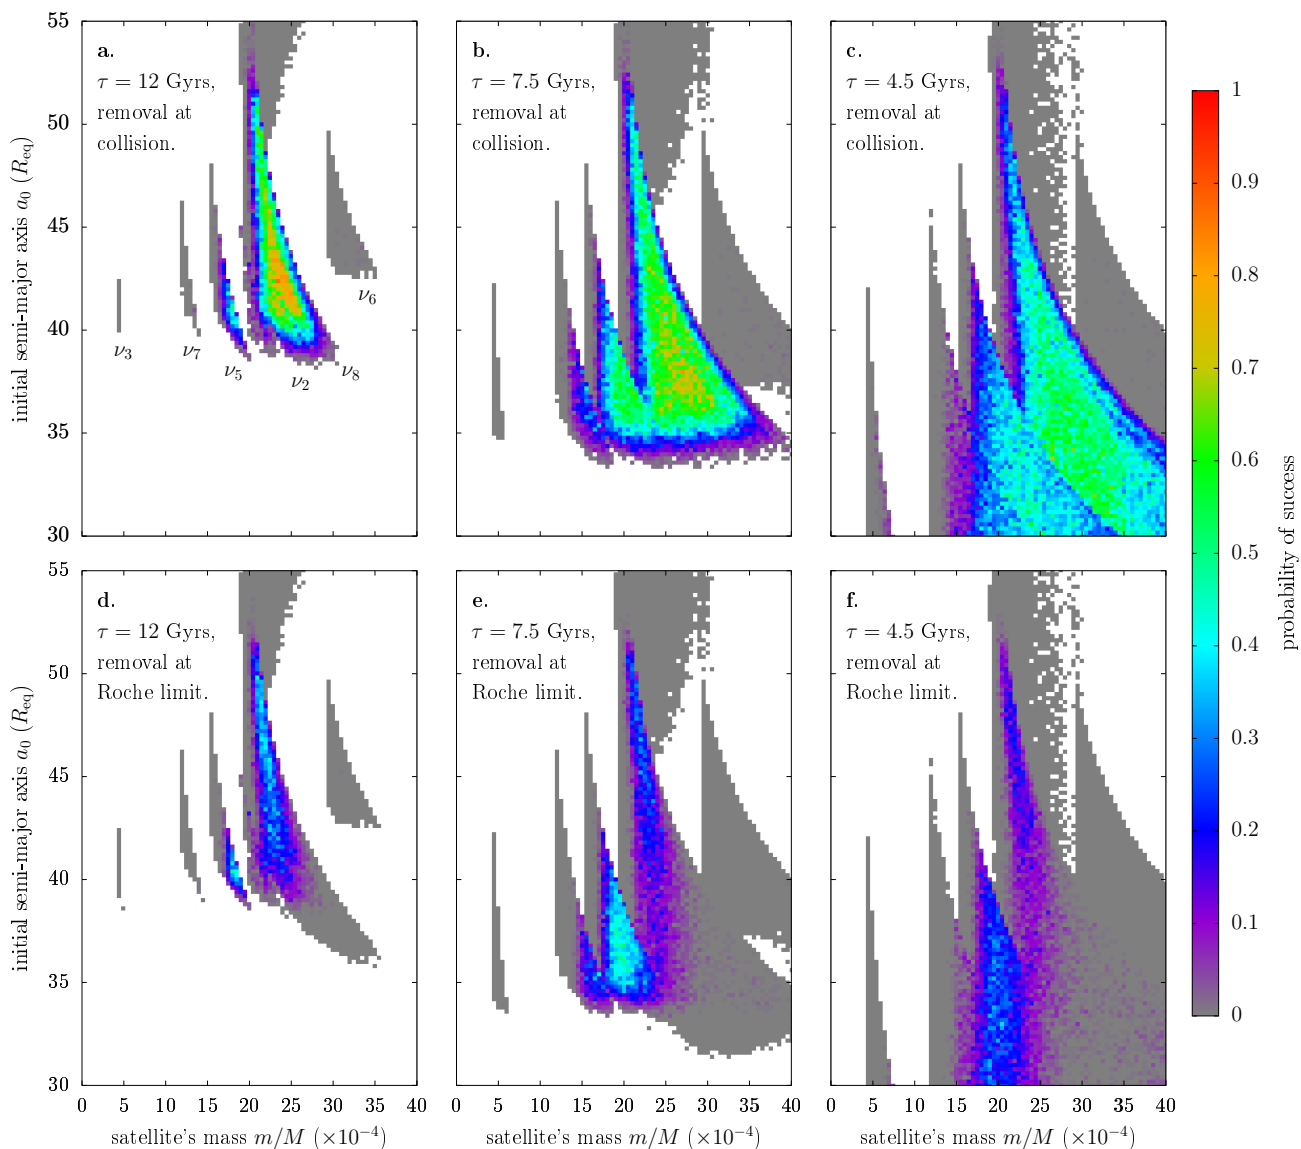 a.
τ = 12 Gyrs,
removal at
collision.
b.
τ = 7.5 Gyrs,
removal at
collision.
c.
τ = 4.5 Gyrs,
removal at
collision.
55
50
45
40
35
30
initial semi-major axis a₀ (R_eq)
ν₃
ν₇
ν₅
ν₂
ν₈
ν₆
d.
τ = 12 Gyrs,
removal at
Roche limit.
e.
τ = 7.5 Gyrs,
removal at
Roche limit.
f.
τ = 4.5 Gyrs,
removal at
Roche limit.
55
50
45
40
35
30
initial semi-major axis a₀ (R_eq)
0 5 10 15 20 25 30 35 40
satellite's mass m/M (×10⁻⁴)
0 5 10 15 20 25 30 35 40
satellite's mass m/M (×10⁻⁴)
0 5 10 15 20 25 30 35 40
satellite's mass m/M (×10⁻⁴)
1
0.9
0.8
0.7
0.6
0.5
0.4
0.3
0.2
0.1
0
probability of success